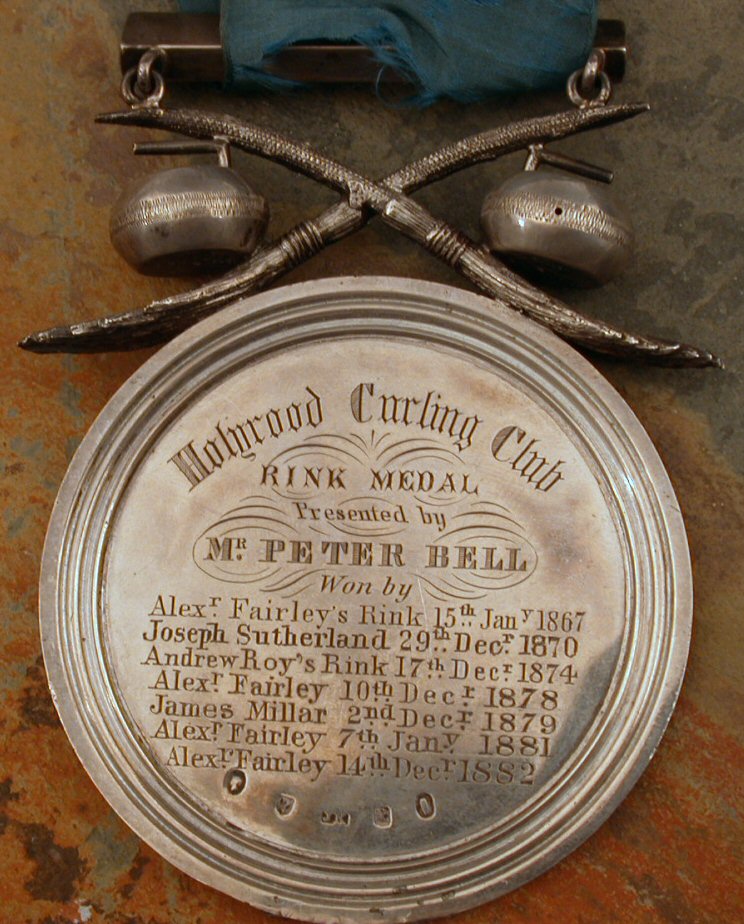 Holyrood Curling Club
RINK MEDAL
Presented by
Mr. PETER BELL
Won by
Alexr Fairley's Rink 15th Jany 1867
Joseph Sutherland 29th Decr 1870
Andrew Roy's Rink 17th Decr 1874
Alexr Fairley 10th Decr 1878
James Millar 2nd Decr 1879
Alexr Fairley 7th Jany 1881
Alexr Fairley 14th Decr 1882